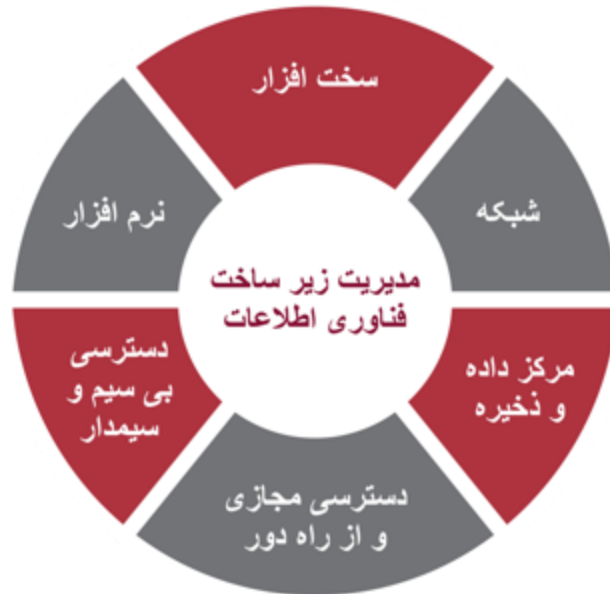 سخت افزار
شبکه
مرکز داده
و ذخیره
دسترسی مجازی
و از راه دور
دسترسی
بی سیم و
سیمدار
نرم افزار
مدیریت زیر ساخت
فناوری اطلاعات